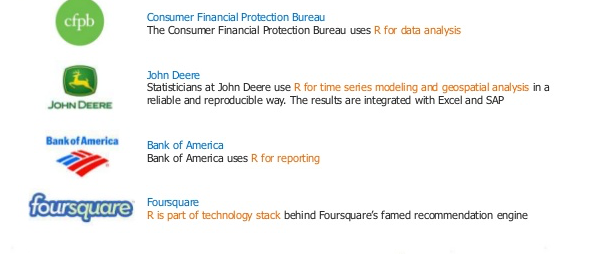 cfpb
Consumer Financial Protection Bureau
The Consumer Financial Protection Bureau uses R for data analysis
JOHN DEERE
John Deere
Statisticians at John Deere use R for time series modeling and geospatial analysis in a
reliable and reproducible way. The results are integrated with Excel and SAP
Bank of America
Bank of America
Bank of America uses R for reporting
foursquare
Foursquare
R is part of technology stack behind Foursquare's famed recommendation engine